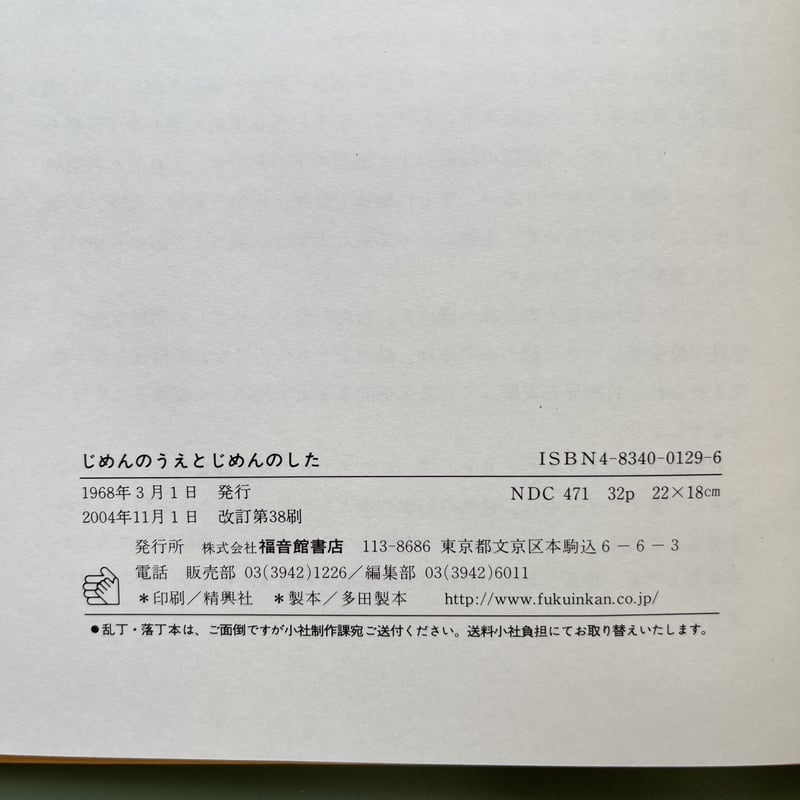 じめんのうえとじめんのした ISBN4-8340-0129-6
1968年3月1日 発行 NDC 471 32p 22×18cm
2004年11月1日 改訂第38刷
発行所 株式会社福音館書店 113-8686 東京都文京区本駒込6-6-3
電話 販売部 03(3942)1226／編集部 03(3942)6011
＊印刷／精興社 ＊製本／多田製本 http://www.fukuinkan.co.jp/
●乱丁・落丁本は、ご面倒ですが小社制作課宛ご送付ください。送料小社負担にてお取り替えいたします。